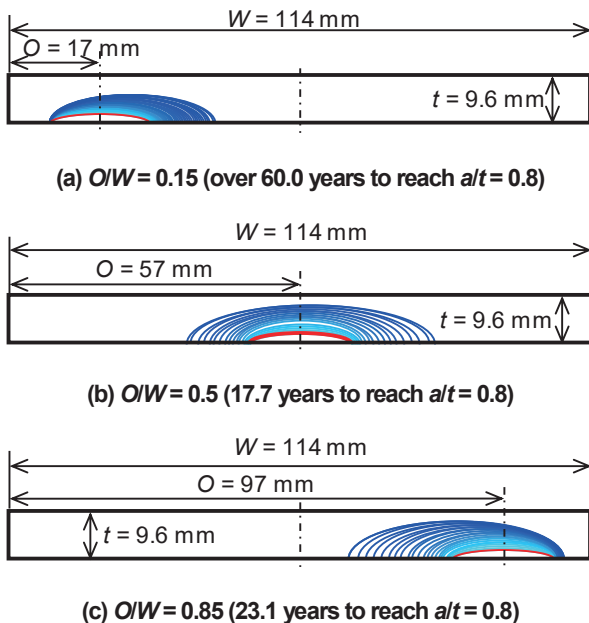 W = 114 mm
O = 17 mm
t = 9.6 mm
(a) O/W = 0.15 (over 60.0 years to reach a/t = 0.8)
W = 114 mm
O = 57 mm
t = 9.6 mm
(b) O/W = 0.5 (17.7 years to reach a/t = 0.8)
W = 114 mm
O = 97 mm
t = 9.6 mm
(c) O/W = 0.85 (23.1 years to reach a/t = 0.8)